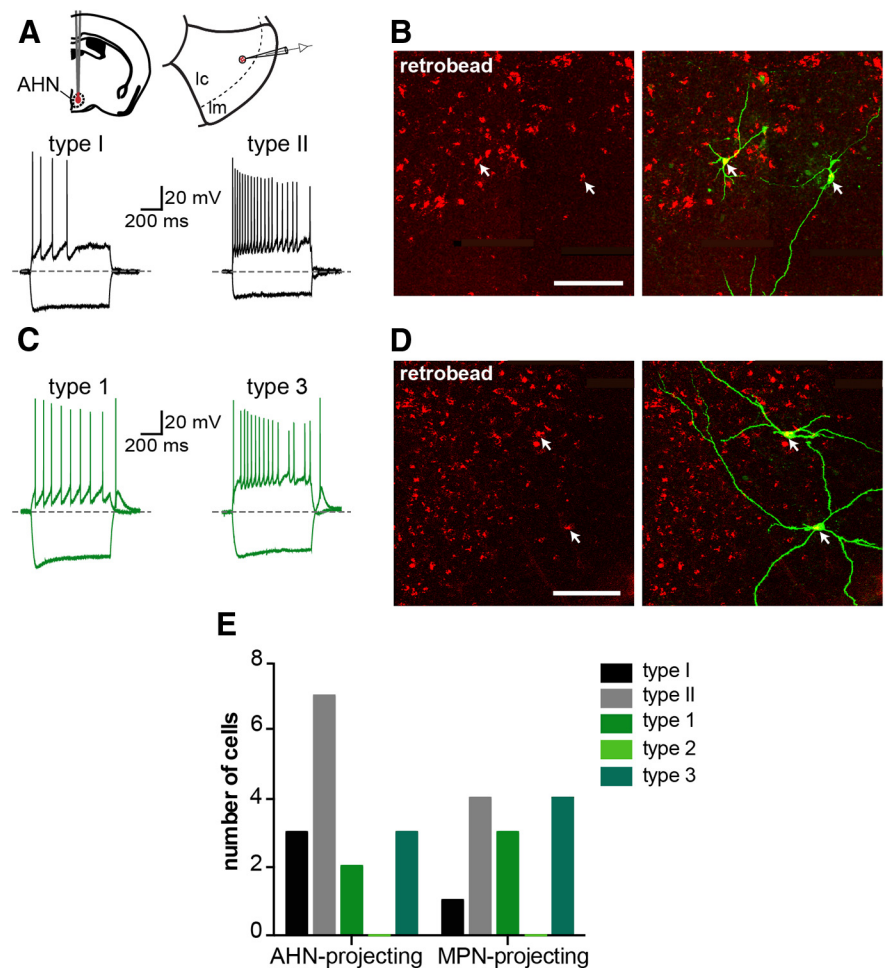 A
AHN
lc
lm
type I
type II
20 mV
200 ms
B
retrobead
C
type 1
type 3
20 mV
200 ms
D
retrobead
E
number of cells
8
6
4
2
0
AHN-projecting
MPN-projecting
type I
type II
type 1
type 2
type 3